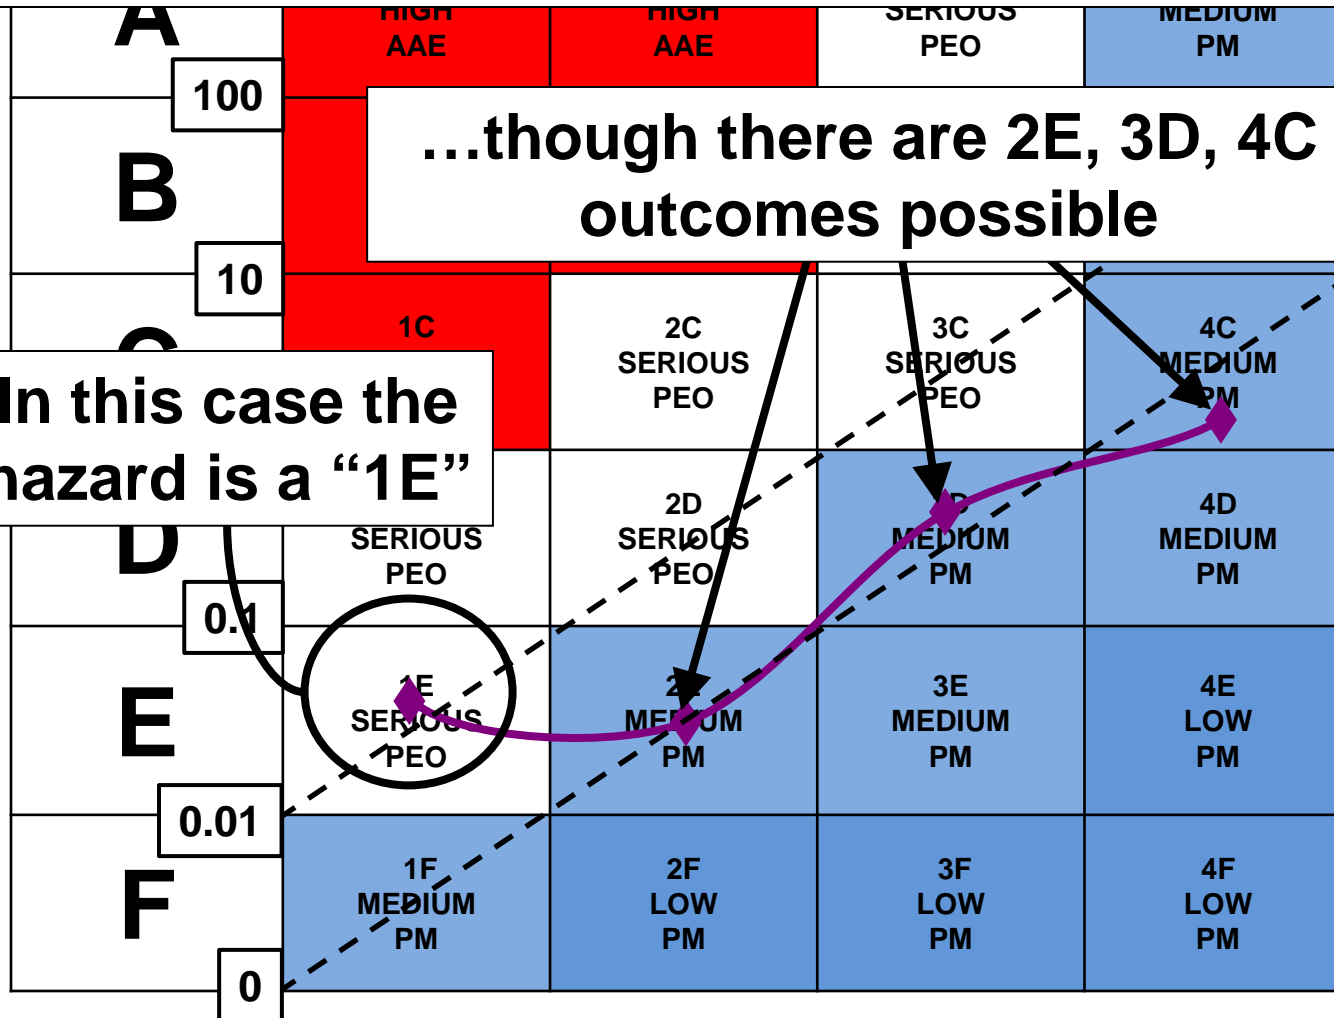 A
HIGH
AAE
HIGH
AAE
SERIOUS
PEO
MEDIUM
PM
100
…though there are 2E, 3D, 4C
outcomes possible
B
10
1C
2C
SERIOUS
PEO
3C
SERIOUS
PEO
4C
MEDIUM
PM
In this case the
hazard is a “1E”
D
SERIOUS
PEO
2D
SERIOUS
PEO
MEDIUM
PM
4D
MEDIUM
PM
0.1
E
1E
SERIOUS
PEO
2E
MEDIUM
PM
3E
MEDIUM
PM
4E
LOW
PM
0.01
F
1F
MEDIUM
PM
2F
LOW
PM
3F
LOW
PM
4F
LOW
PM
0